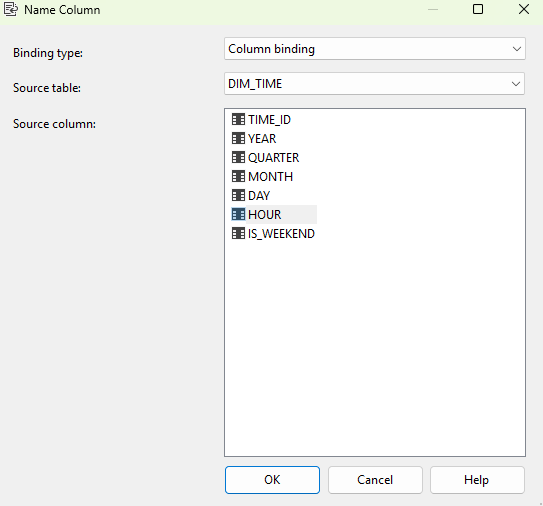 Name Column
Binding type:
Column binding
Source table:
DIM_TIME
Source column:
TIME_ID
YEAR
QUARTER
MONTH
DAY
HOUR
IS_WEEKEND
OK
Cancel
Help